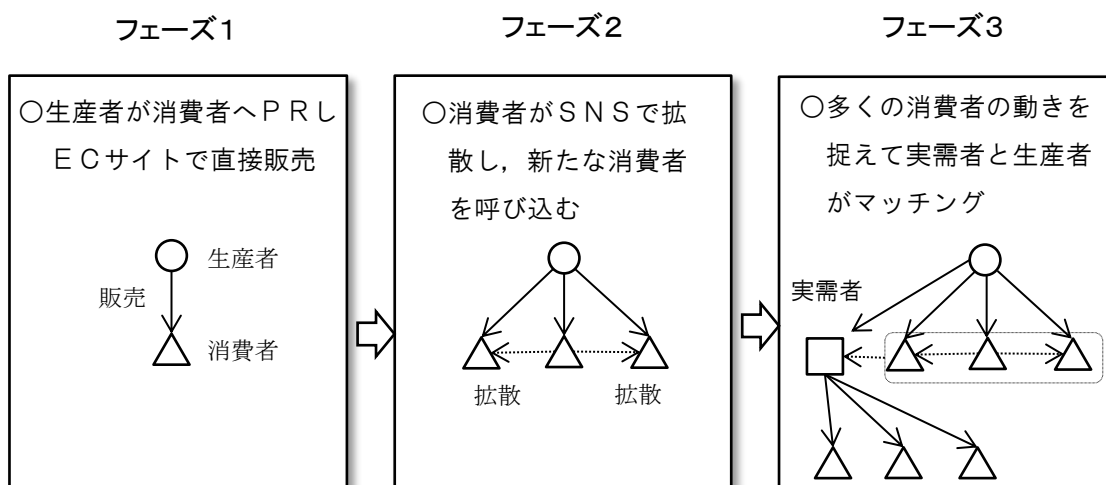 フェーズ1
○生産者が消費者へPRし
ECサイトで直接販売
生産者
販売
消費者
フェーズ2
○消費者がSNSで拡
散し，新たな消費者
を呼び込む
拡散
拡散
フェーズ3
○多くの消費者の動きを
捉えて実需者と生産者
がマッチング
実需者